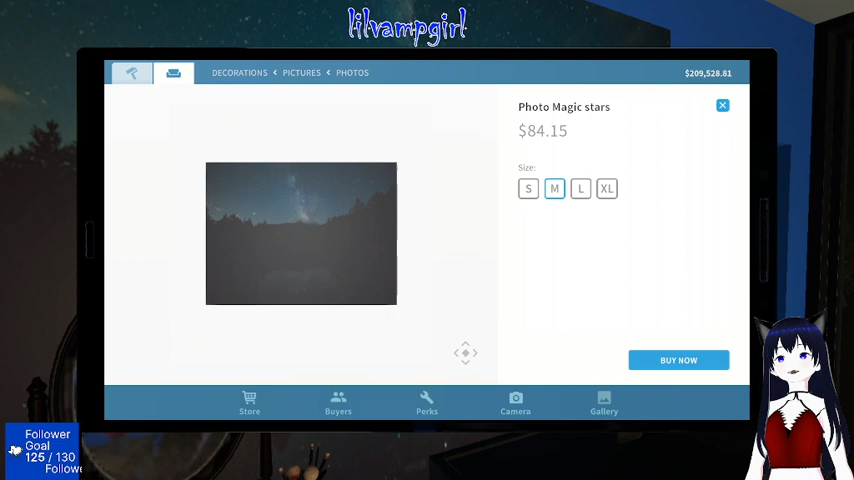 lilvampgirl
DECORATIONS < PICTURES < PHOTOS
$209,528.81
Photo Magic stars
$84.15
Size:
S M L XL
BUY NOW
Store Buyers Perks Camera Gallery
Follower
Goal
125 / 130
Followe